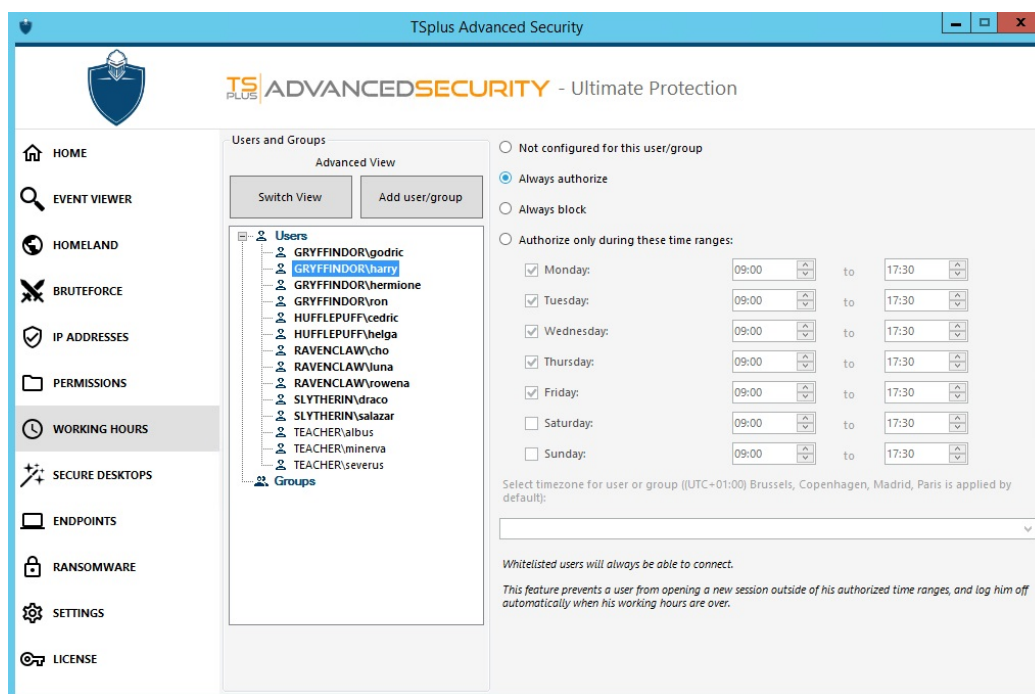 TSplus Advanced Security
TS PLUS ADVANCEDSECURITY - Ultimate Protection
HOME
EVENT VIEWER
HOMELAND
BRUTEFORCE
IP ADDRESSES
PERMISSIONS
WORKING HOURS
SECURE DESKTOPS
ENDPOINTS
RANSOMWARE
SETTINGS
LICENSE
Users and Groups
Advanced View
Switch View
Add user/group
Users
GRYFFINDOR\godric
GRYFFINDOR\harry
GRYFFINDOR\hermione
GRYFFINDOR\ron
HUFFLEPUFF\cedric
HUFFLEPUFF\helga
RAVENCLAW\cho
RAVENCLAW\luna
RAVENCLAW\rowena
SLYTHERIN\draco
SLYTHERIN\salazar
TEACHER\albus
TEACHER\minerva
TEACHER\severus
Groups
Not configured for this user/group
Always authorize
Always block
Authorize only during these time ranges:
Monday: 09:00 to 17:30
Tuesday: 09:00 to 17:30
Wednesday: 09:00 to 17:30
Thursday: 09:00 to 17:30
Friday: 09:00 to 17:30
Saturday: 09:00 to 17:30
Sunday: 09:00 to 17:30
Select timezone for user or group ((UTC+01:00) Brussels, Copenhagen, Madrid, Paris is applied by
default):
Whitelisted users will always be able to connect.
This feature prevents a user from opening a new session outside of his authorized time ranges, and log him off
automatically when his working hours are over.